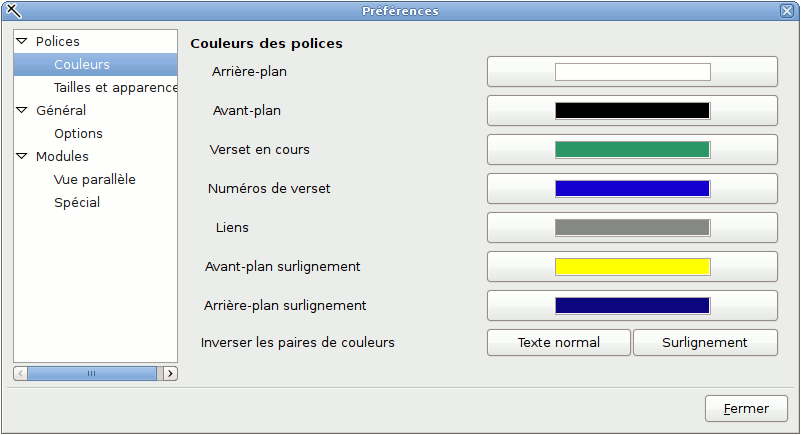 Préférences
Polices
Couleurs
Tailles et apparence
Général
Options
Modules
Vue parallèle
Spécial
Couleurs des polices
Arrière-plan
Avant-plan
Verset en cours
Numéros de verset
Liens
Avant-plan surlignement
Arrière-plan surlignement
Inverser les paires de couleurs Texte normal Surlignement
Fermer